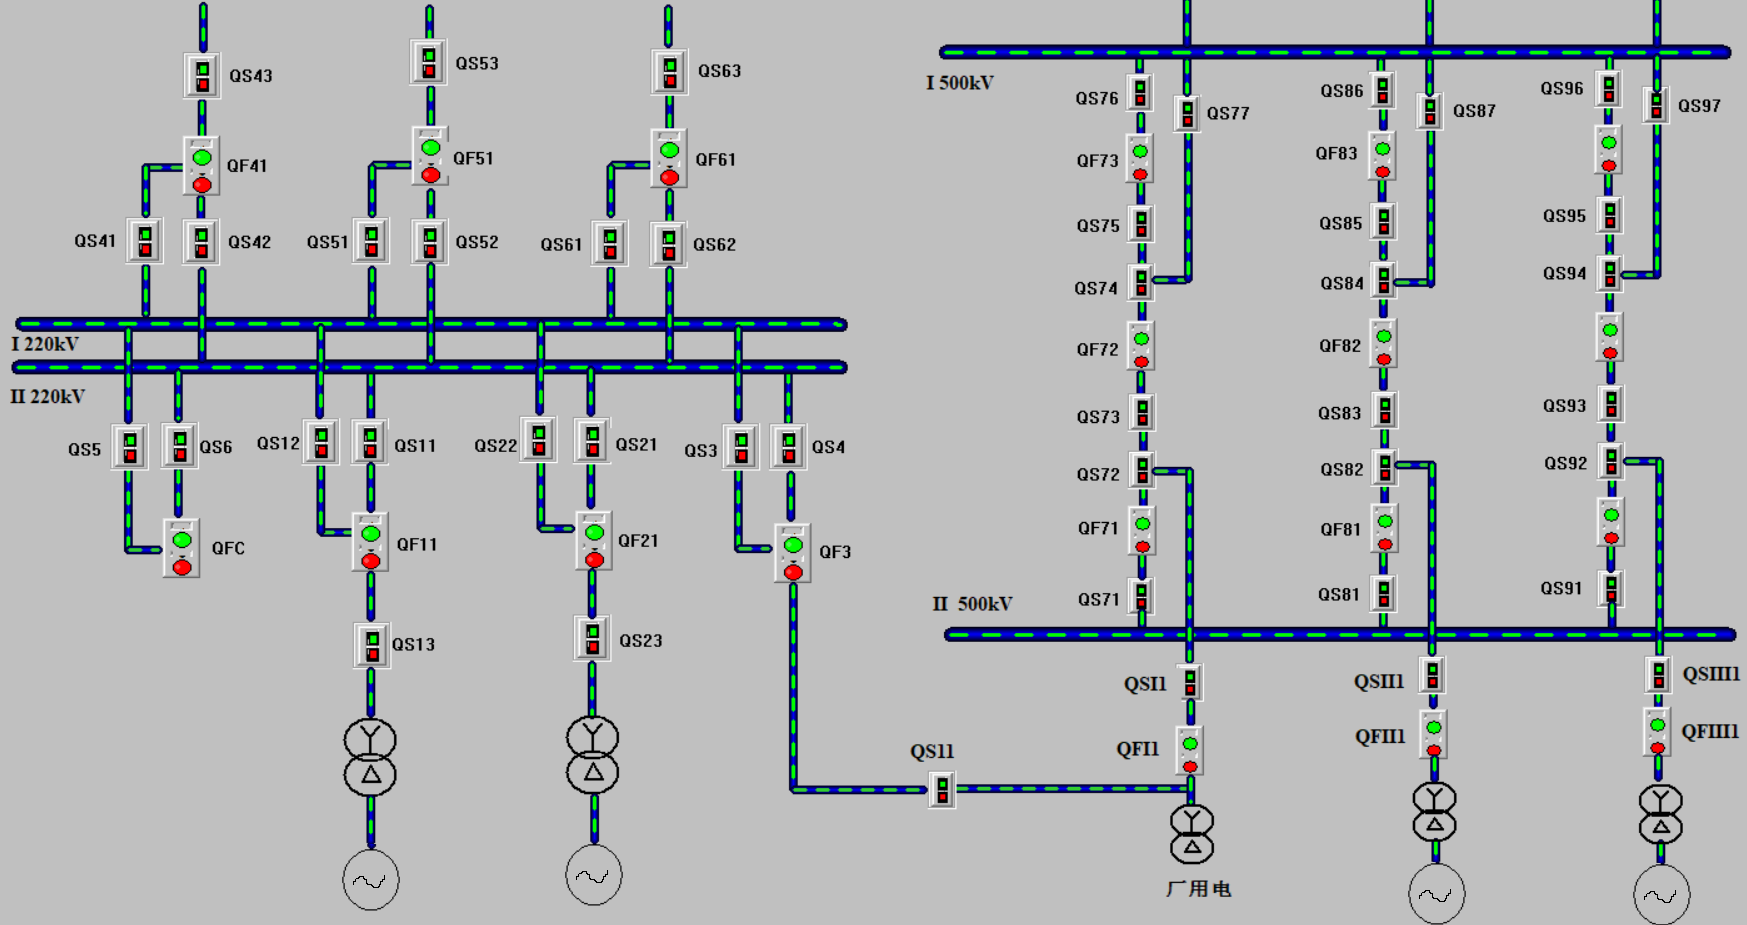 QS43
QS53
QS63
QF41
QF51
QF61
QS41
QS42
QS51
QS52
QS61
QS62
I 220kV
II 220kV
QS5
QS6
QS12
QS11
QS22
QS21
QS3
QS4
QFC
QF11
QF21
QF3
QS13
QS23
QS11
I 500kV
QS76
QS77
QS86
QS87
QS96
QS97
QF73
QF83
QS75
QS85
QS95
QS74
QS84
QS94
QF72
QF82
QS73
QS83
QS93
QS72
QS82
QS92
QF71
QF81
QS71
QS81
QS91
II 500kV
QSI1
QSII1
QSIII1
QFI1
QFII1
QFIII1
Y
△
Y
△
Y
△
Y
△
Y
△
厂用电